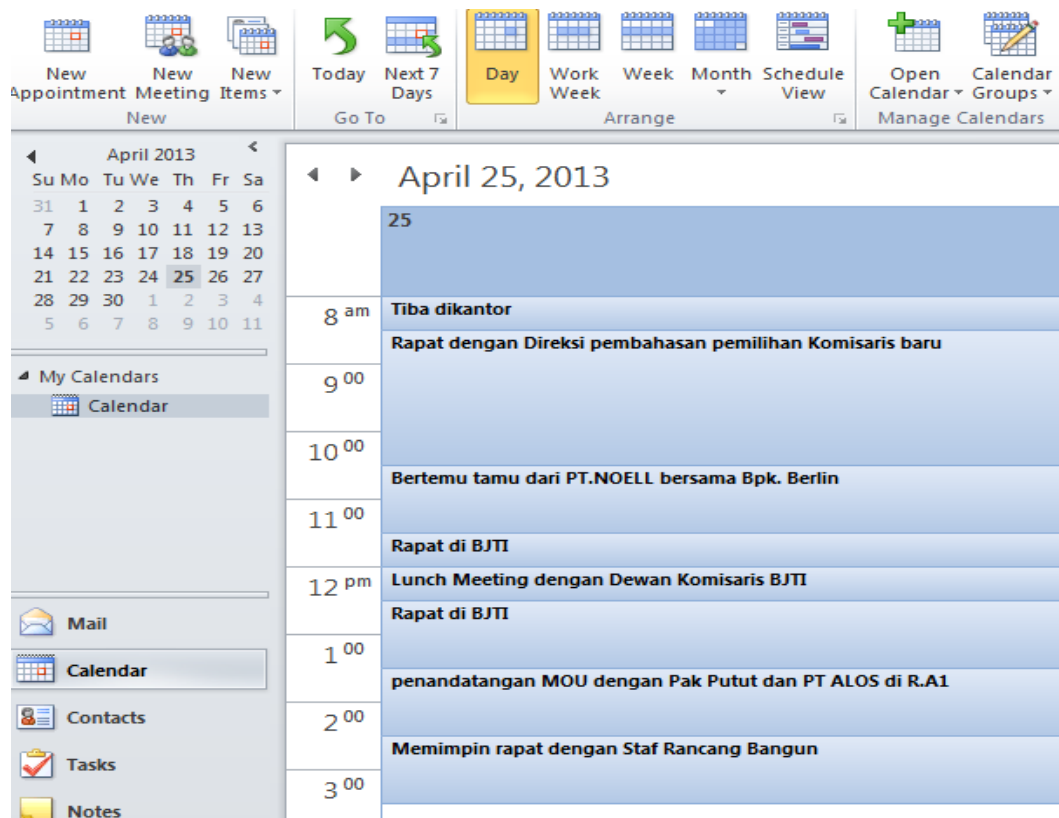 New Appointment
New Meeting
New Items
New
Today
Next 7 Days
Go To
Day
Work Week
Week
Month
Schedule View
Arrange
Open Calendar
Calendar Groups
Manage Calendars
April 2013
Su Mo Tu We Th Fr Sa
31 1 2 3 4 5 6
7 8 9 10 11 12 13
14 15 16 17 18 19 20
21 22 23 24 25 26 27
28 29 30 1 2 3 4
5 6 7 8 9 10 11
My Calendars
Calendar
Mail
Calendar
Contacts
Tasks
Notes
April 25, 2013
25
8 am
Tiba dikantor
Rapat dengan Direksi pembahasan pemilihan Komisaris baru
9 00
10 00
Bertemu tamu dari PT.NOELL bersama Bpk. Berlin
11 00
Rapat di BJTI
12 pm
Lunch Meeting dengan Dewan Komisaris BJTI
Rapat di BJTI
1 00
penandatangan MOU dengan Pak Putut dan PT ALOS di R.A1
2 00
Memimpin rapat dengan Staf Rancang Bangun
3 00